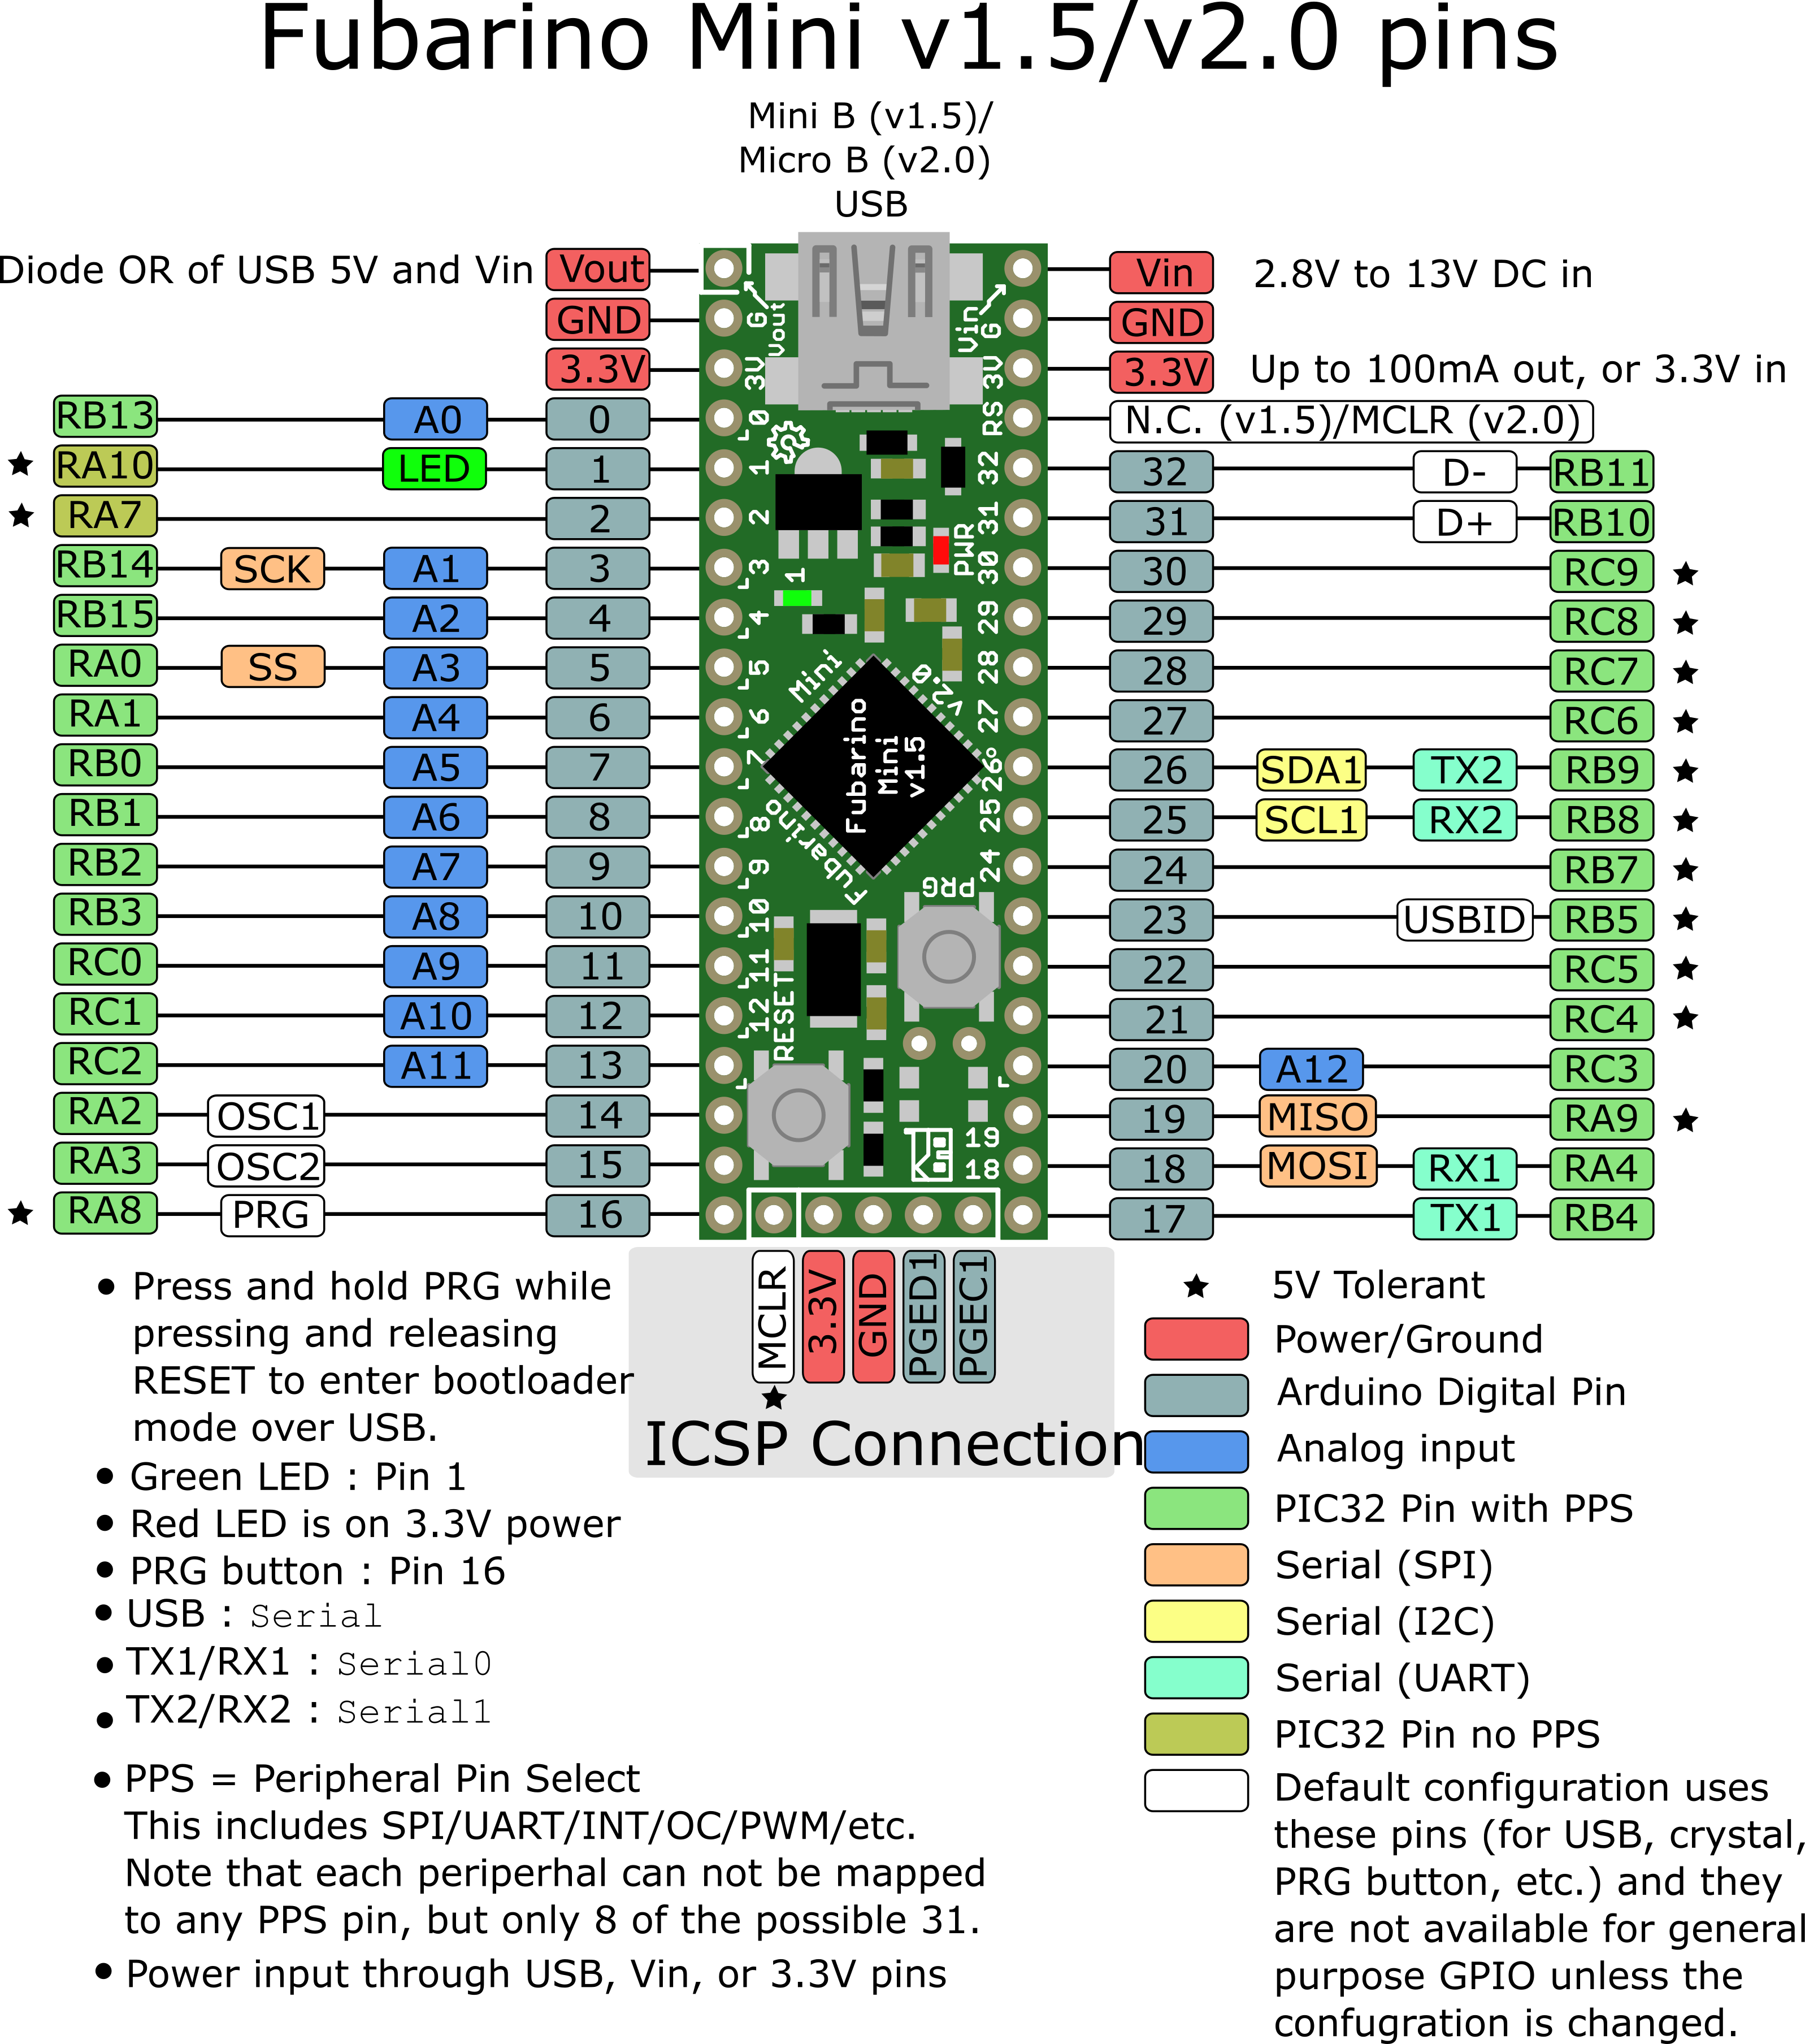 Fubarino Mini v1.5/v2.0 pins
Mini B (v1.5)/
Micro B (v2.0)
USB
Diode OR of USB 5V and Vin Vout
GND
3.3V
RB13 A0 0
RA10 LED 1
RA7 2
RB14 SCK A1 3
RB15 A2 4
RA0 SS A3 5
RA1 A4 6
RB0 A5 7
RB1 A6 8
RB2 A7 9
RB3 A8 10
RC0 A9 11
RC1 A10 12
RC2 A11 13
RA2 OSC1 14
RA3 OSC2 15
RA8 PRG 16
G
Vout
3V
0
1
2
3
4
5
6
7
8
9
10
11
12
RESET
1
PWR
Mini
v2.0
Fubarino
Fubarino
Mini
v1.5
PRG
Vin
G
3V
RS
32
31
30
29
28
27
26
25
24
19
18
Vin 2.8V to 13V DC in
GND
3.3V Up to 100mA out, or 3.3V in
N.C. (v1.5)/MCLR (v2.0)
32 D- RB11
31 D+ RB10
30 RC9
29 RC8
28 RC7
27 RC6
26 SDA1 TX2 RB9
25 SCL1 RX2 RB8
24 RB7
23 USBID RB5
22 RC5
21 RC4
20 A12 RC3
19 MISO RA9
18 MOSI RX1 RA4
17 TX1 RB4
MCLR
3.3V
GND
PGED1
PGEC1
ICSP Connection
• Press and hold PRG while
pressing and releasing
RESET to enter bootloader
mode over USB.
• Green LED : Pin 1
• Red LED is on 3.3V power
• PRG button : Pin 16
• USB : Serial
• TX1/RX1 : Serial0
• TX2/RX2 : Serial1
• PPS = Peripheral Pin Select
This includes SPI/UART/INT/OC/PWM/etc.
Note that each periperhal can not be mapped
to any PPS pin, but only 8 of the possible 31.
• Power input through USB, Vin, or 3.3V pins
★ 5V Tolerant
Power/Ground
Arduino Digital Pin
Analog input
PIC32 Pin with PPS
Serial (SPI)
Serial (I2C)
Serial (UART)
PIC32 Pin no PPS
Default configuration uses
these pins (for USB, crystal,
PRG button, etc.) and they
are not available for general
purpose GPIO unless the
confugration is changed.